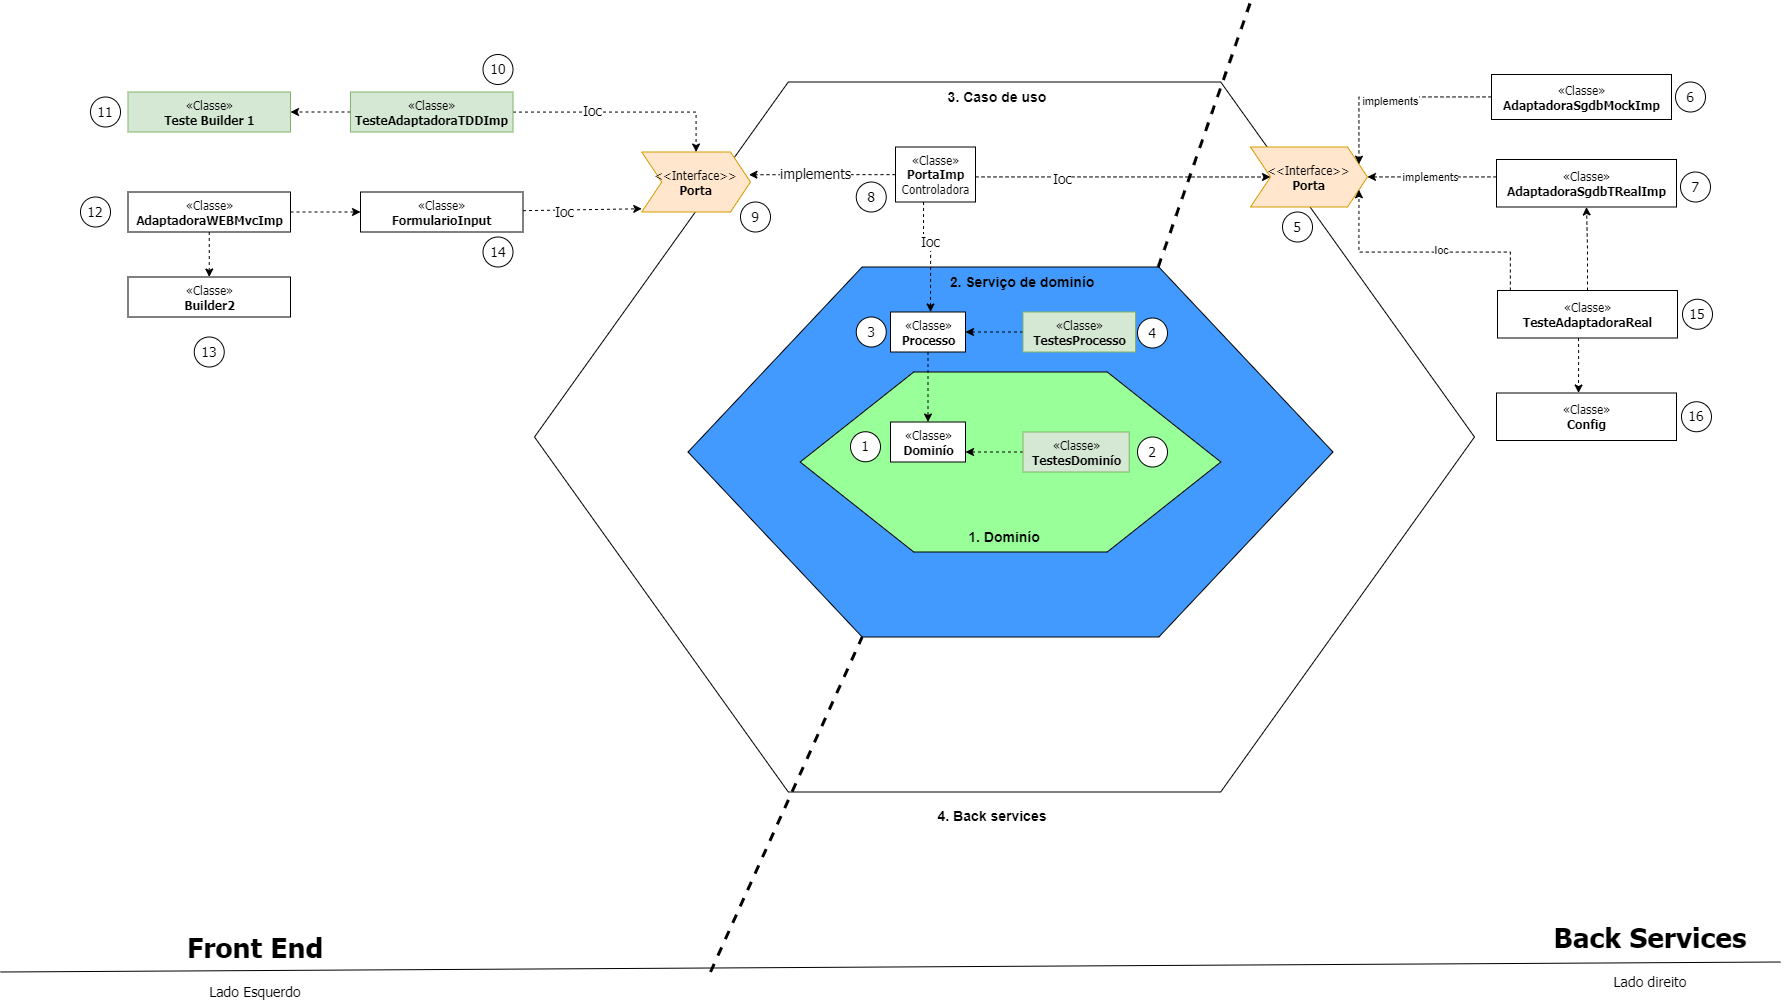 10
11
«Classe»
Teste Builder 1
«Classe»
TesteAdaptadoraTDDImp
Ioc
3. Caso de uso
implements
«Classe»
AdaptadoraSgdbMockImp
6
<<Interface>>
Porta
implements
«Classe»
PortaImp
Controladora
8
Ioc
<<Interface>>
Porta
5
implements
«Classe»
AdaptadoraSgdbTRealImp
7
12
«Classe»
AdaptadoraWEBMvcImp
«Classe»
FormularioInput
Ioc
9
14
Ioc
Ioc
«Classe»
Builder2
13
2. Serviço de domínio
3
«Classe»
Processo
«Classe»
TestesProcesso
4
«Classe»
TesteAdaptadoraReal
15
1
«Classe»
Domínio
«Classe»
TestesDomínio
2
«Classe»
Config
16
1. Domínio
4. Back services
Front End
Back Services
Lado Esquerdo
Lado direito